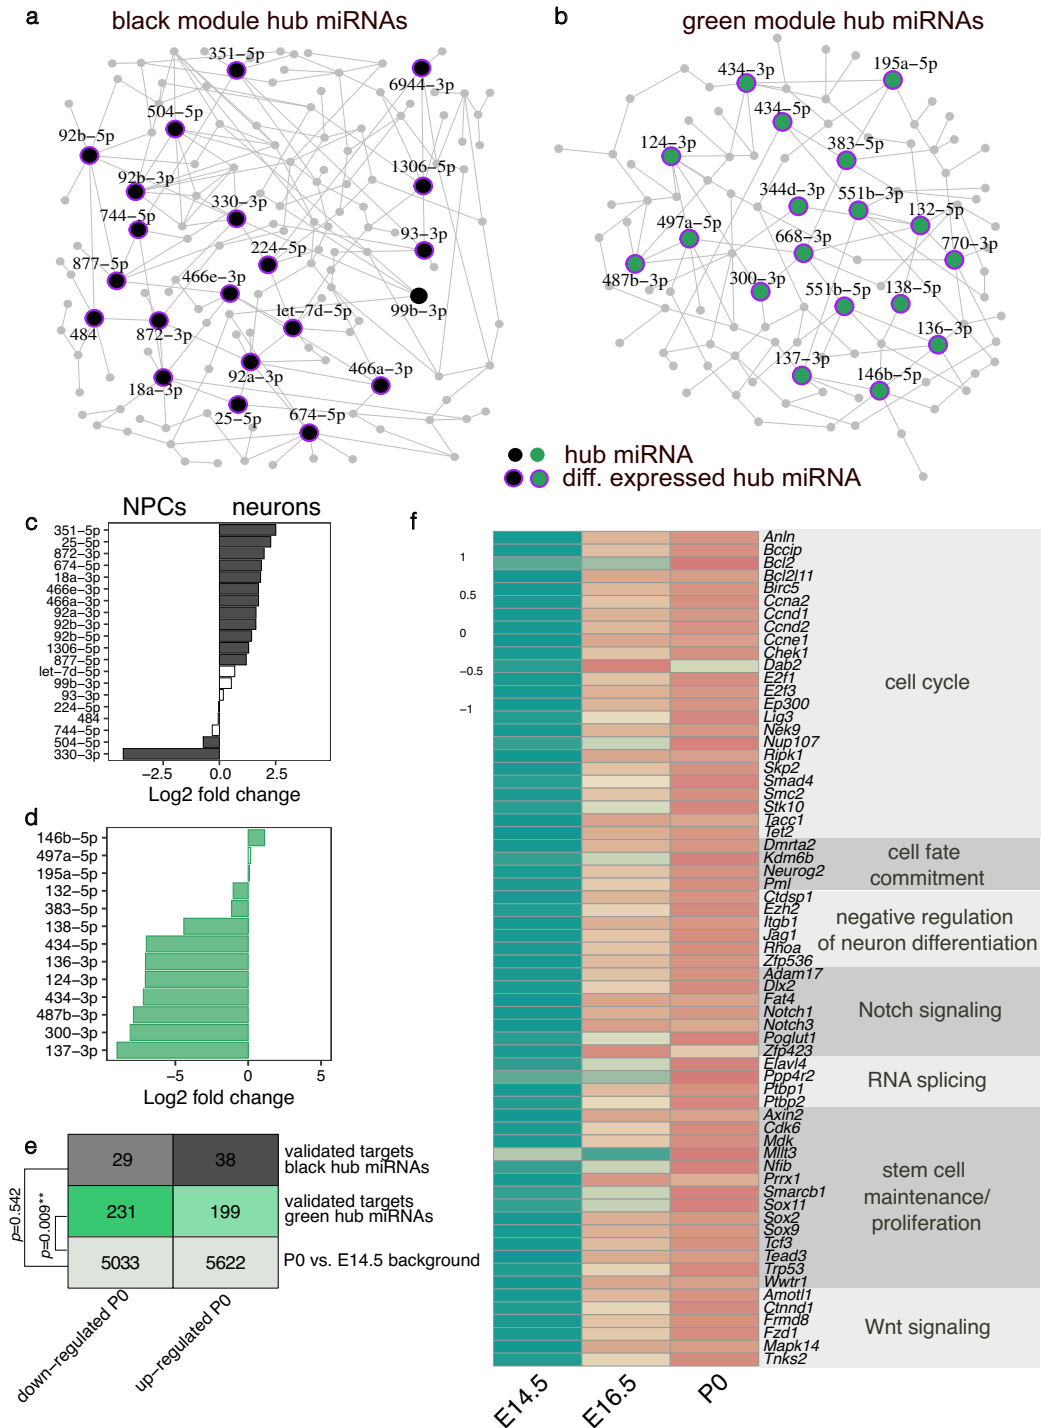 a
black module hub miRNAs
351−5p
6944−3p
504−5p
92b−5p
92b−3p
1306−5p
744−5p
330−3p
93−3p
224−5p
877−5p
466e−3p
99b−3p
let−7d−5p
484
872−3p
92a−3p
466a−3p
18a−3p
25−5p
674−5p
b
green module hub miRNAs
434−3p
195a−5p
434−5p
124−3p
383−5p
344d−3p
551b−3p
132−5p
497a−5p
668−3p
770−3p
487b−3p
300−3p
551b−5p
138−5p
136−3p
137−3p
146b−5p
hub miRNA
diff. expressed hub miRNA
c
NPCs
neurons
351−5p
25−5p
872−3p
674−5p
18a−3p
466e−3p
466a−3p
92a−3p
92b−3p
92b−5p
1306−5p
877−5p
let−7d−5p
99b−3p
93−3p
224−5p
484
744−5p
504−5p
330−3p
−2.5 0.0 2.5
Log2 fold change
d
146b−5p
497a−5p
195a−5p
132−5p
383−5p
138−5p
434−5p
136−3p
124−3p
434−3p
487b−3p
300−3p
137−3p
−5 0 5
Log2 fold change
e
29 38
validated targets
black hub miRNAs
231 199
validated targets
green hub miRNAs
5033 5622
P0 vs. E14.5 background
p=0.542
p=0.009**
down−regulated P0
up−regulated P0
f
1
0.5
0
−0.5
−1
Anln
Bccip
Bcl2
Bcl2l11
Birc5
Ccna2
Ccnd1
Ccnd2
Ccne1
Chek1
Dab2
E2f1
E2f3
Ep300
Lig3
Nek9
Nup107
Ripk1
Skp2
Smad4
Smc2
Stk10
Tacc1
Tet2
cell cycle
Dmrta2
Kdm6b
Neurog2
Pml
cell fate
commitment
Ctdsp1
Ezh2
Itgb1
Jag1
Rhoa
Zfp536
negative regulation
of neuron differentiation
Adam17
Dlx2
Fat4
Notch1
Notch3
Poglut1
Zfp423
Notch signaling
Elavl4
Ppp4r2
Ptbp1
Ptbp2
RNA splicing
Axin2
Cdk6
Mdk
Mllt3
Nfib
Prrx1
Smarcb1
Sox11
Sox2
Sox9
Tcf3
Tead3
Trp53
Wwtr1
stem cell
maintenance/
proliferation
Amotl1
Ctnnd1
Frmd8
Fzd1
Mapk14
Tnks2
Wnt signaling
E14.5
E16.5
P0